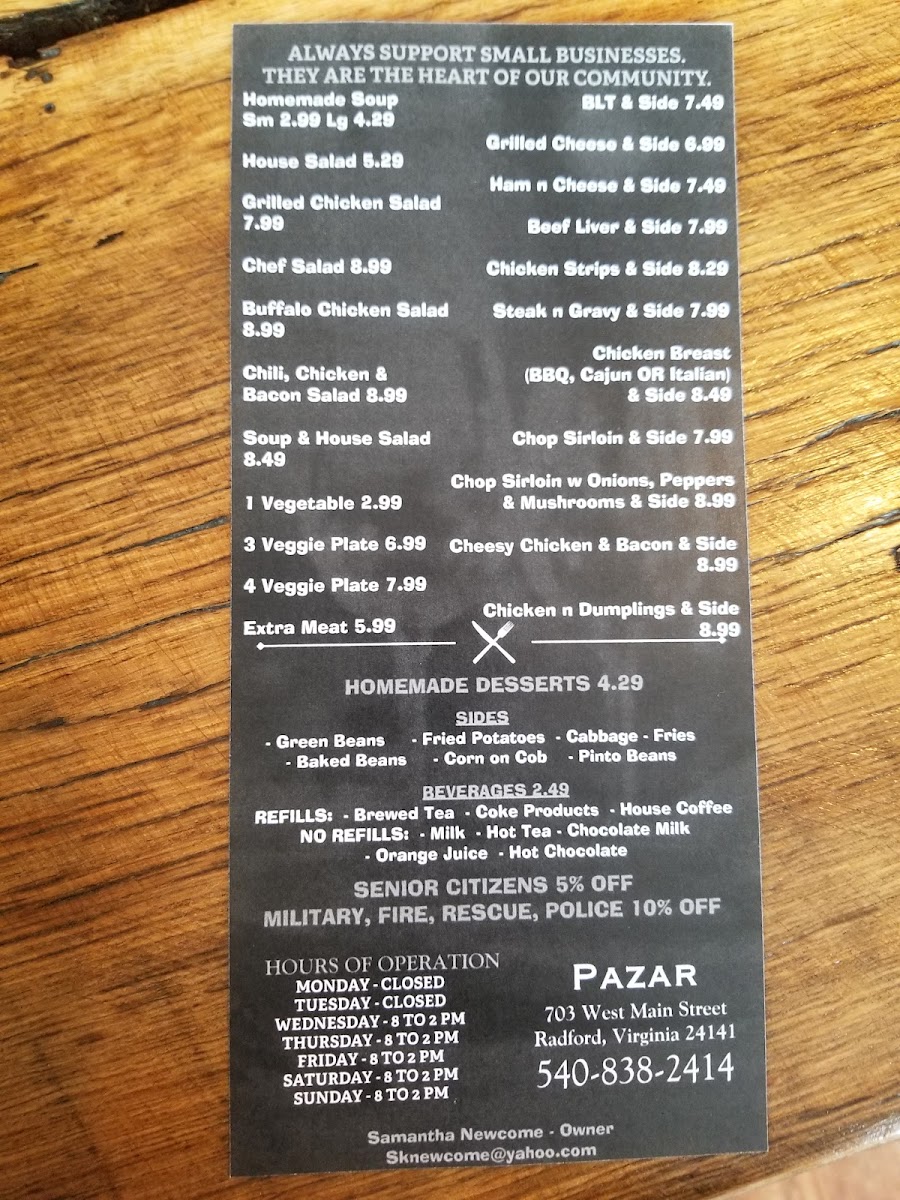 ALWAYS SUPPORT SMALL BUSINESSES.
THEY ARE THE HEART OF OUR COMMUNITY.
Homemade Soup
Sm 2.99 Lg 4.29
House Salad 5.29
Grilled Chicken Salad
7.99
Chef Salad 8.99
Buffalo Chicken Salad
8.99
Chili, Chicken &
Bacon Salad 8.99
Soup & House Salad
8.49
1 Vegetable 2.99
3 Veggie Plate 6.99
4 Veggie Plate 7.99
Extra Meat 5.99
BLT & Side 7.49
Grilled Cheese & Side 6.99
Ham n Cheese & Side 7.49
Beef Liver & Side 7.99
Chicken Strips & Side 8.29
Steak n Gravy & Side 7.99
Chicken Breast
(BBQ, Cajun OR Italian)
& Side 8.49
Chop Sirloin & Side 7.99
Chop Sirloin w Onions, Peppers
& Mushrooms & Side 8.99
Cheesy Chicken & Bacon & Side
8.99
Chicken n Dumplings & Side
8.99
HOMEMADE DESSERTS 4.29
SIDES
- Green Beans - Fried Potatoes - Cabbage - Fries
- Baked Beans - Corn on Cob - Pinto Beans
BEVERAGES 2.49
REFILLS: - Brewed Tea - Coke Products - House Coffee
NO REFILLS: - Milk - Hot Tea - Chocolate Milk
- Orange Juice - Hot Chocolate
SENIOR CITIZENS 5% OFF
MILITARY, FIRE, RESCUE, POLICE 10% OFF
HOURS OF OPERATION
MONDAY - CLOSED
TUESDAY - CLOSED
WEDNESDAY - 8 TO 2 PM
THURSDAY - 8 TO 2 PM
FRIDAY - 8 TO 2 PM
SATURDAY - 8 TO 2 PM
SUNDAY - 8 TO 2 PM
PAZAR
703 West Main Street
Radford, Virginia 24141
540-838-2414
Samantha Newcome - Owner
Sknewcome@yahoo.com